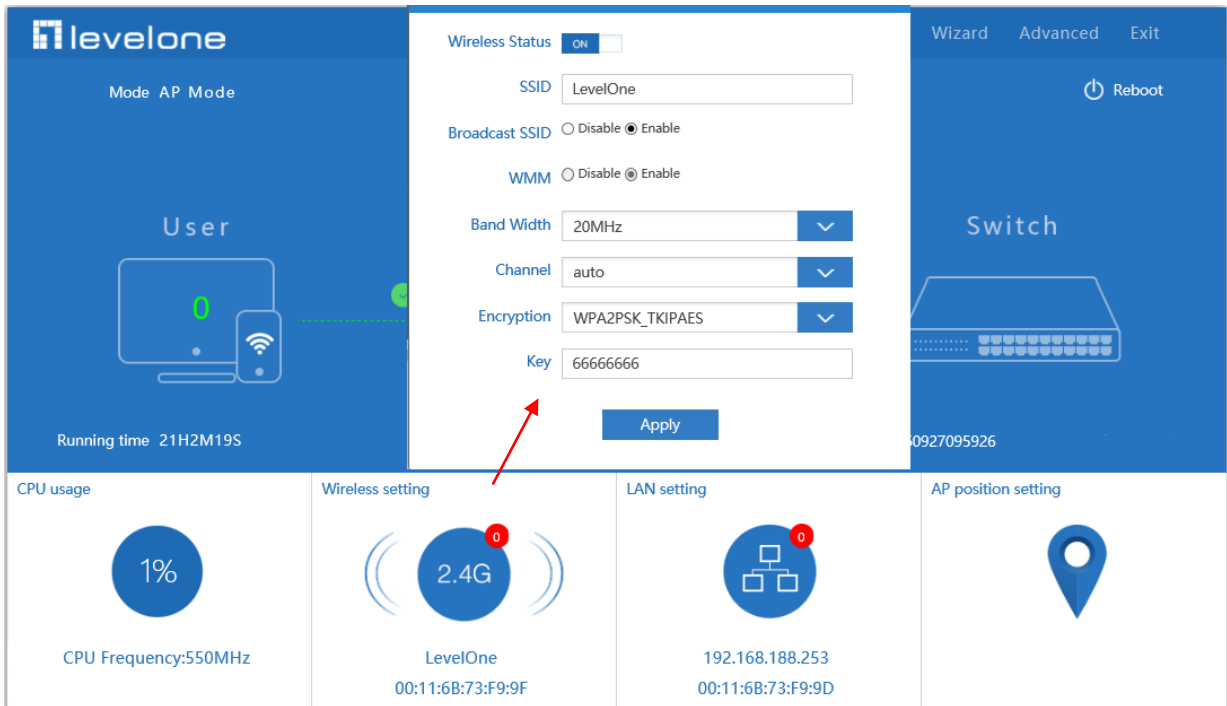 levelone
Wizard Advanced Exit
Mode AP Mode
Reboot
Wireless Status ON
SSID LevelOne
Broadcast SSID Disable Enable
WMM Disable Enable
Band Width 20MHz
Channel auto
Encryption WPA2PSK_TKIPAES
Key 66666666
Apply
User
0
Switch
Running time 21H2M19S
60927095926
CPU usage
1%
CPU Frequency:550MHz
Wireless setting
0
2.4G
LevelOne
00:11:6B:73:F9:9F
LAN setting
0
192.168.188.253
00:11:6B:73:F9:9D
AP position setting